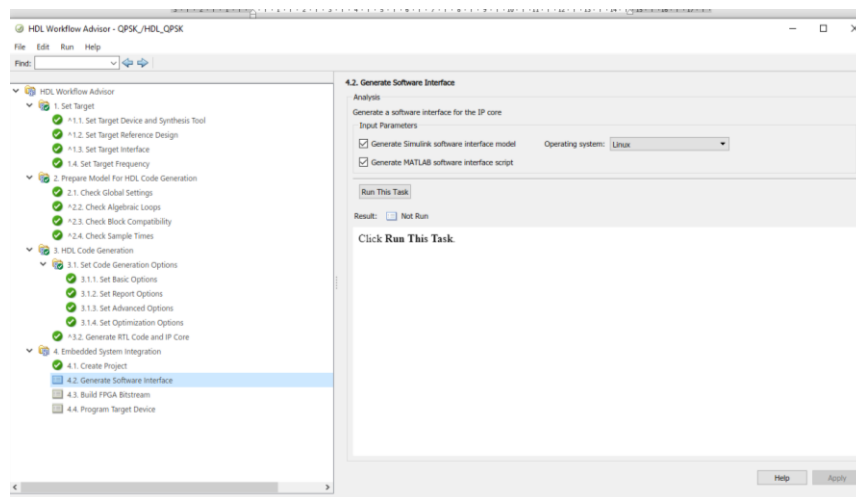 HDL Workflow Advisor - QPSK_/HDL_QPSK
File Edit Run Help
Find:
HDL Workflow Advisor
1. Set Target
^1.1. Set Target Device and Synthesis Tool
^1.2. Set Target Reference Design
^1.3. Set Target Interface
1.4. Set Target Frequency
2. Prepare Model For HDL Code Generation
2.1. Check Global Settings
^2.2. Check Algebraic Loops
^2.3. Check Block Compatibility
^2.4. Check Sample Times
3. HDL Code Generation
3.1. Set Code Generation Options
3.1.1. Set Basic Options
3.1.2. Set Report Options
3.1.3. Set Advanced Options
3.1.4. Set Optimization Options
^3.2. Generate RTL Code and IP Core
4. Embedded System Integration
4.1. Create Project
4.2. Generate Software Interface
4.3. Build FPGA Bitstream
4.4. Program Target Device
4.2. Generate Software Interface
Analysis
Generate a software interface for the IP core
Input Parameters
Generate Simulink software interface model Operating system: Linux
Generate MATLAB software interface script
Run This Task
Result: Not Run
Click Run This Task.
Help Apply